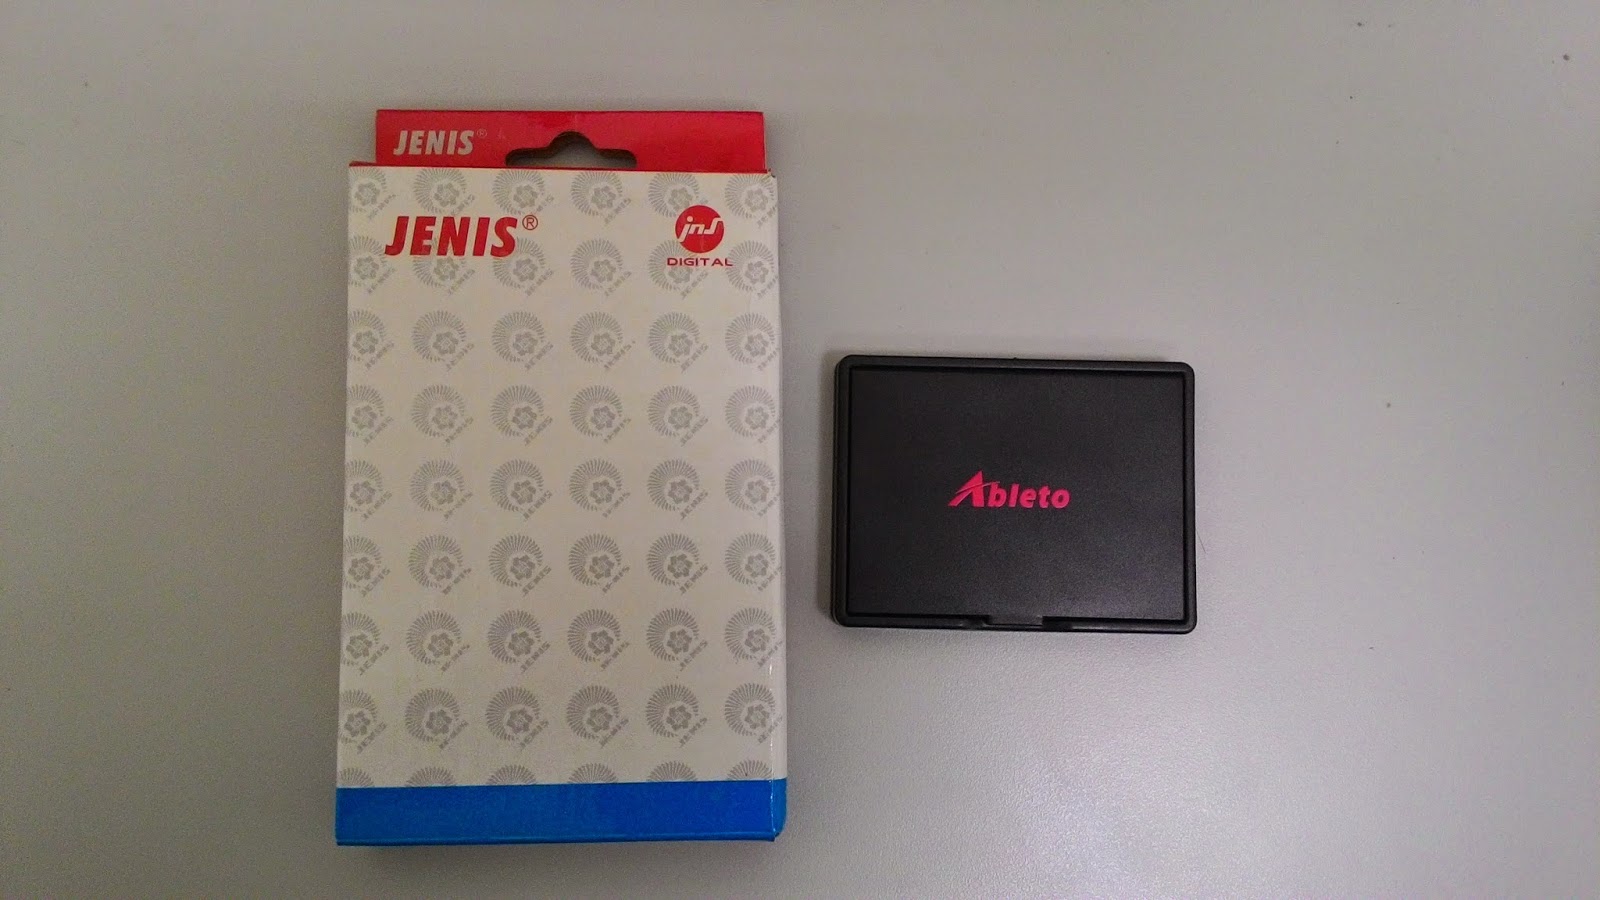 JENIS®
JENIS®
jnS
DIGITAL
Ableto